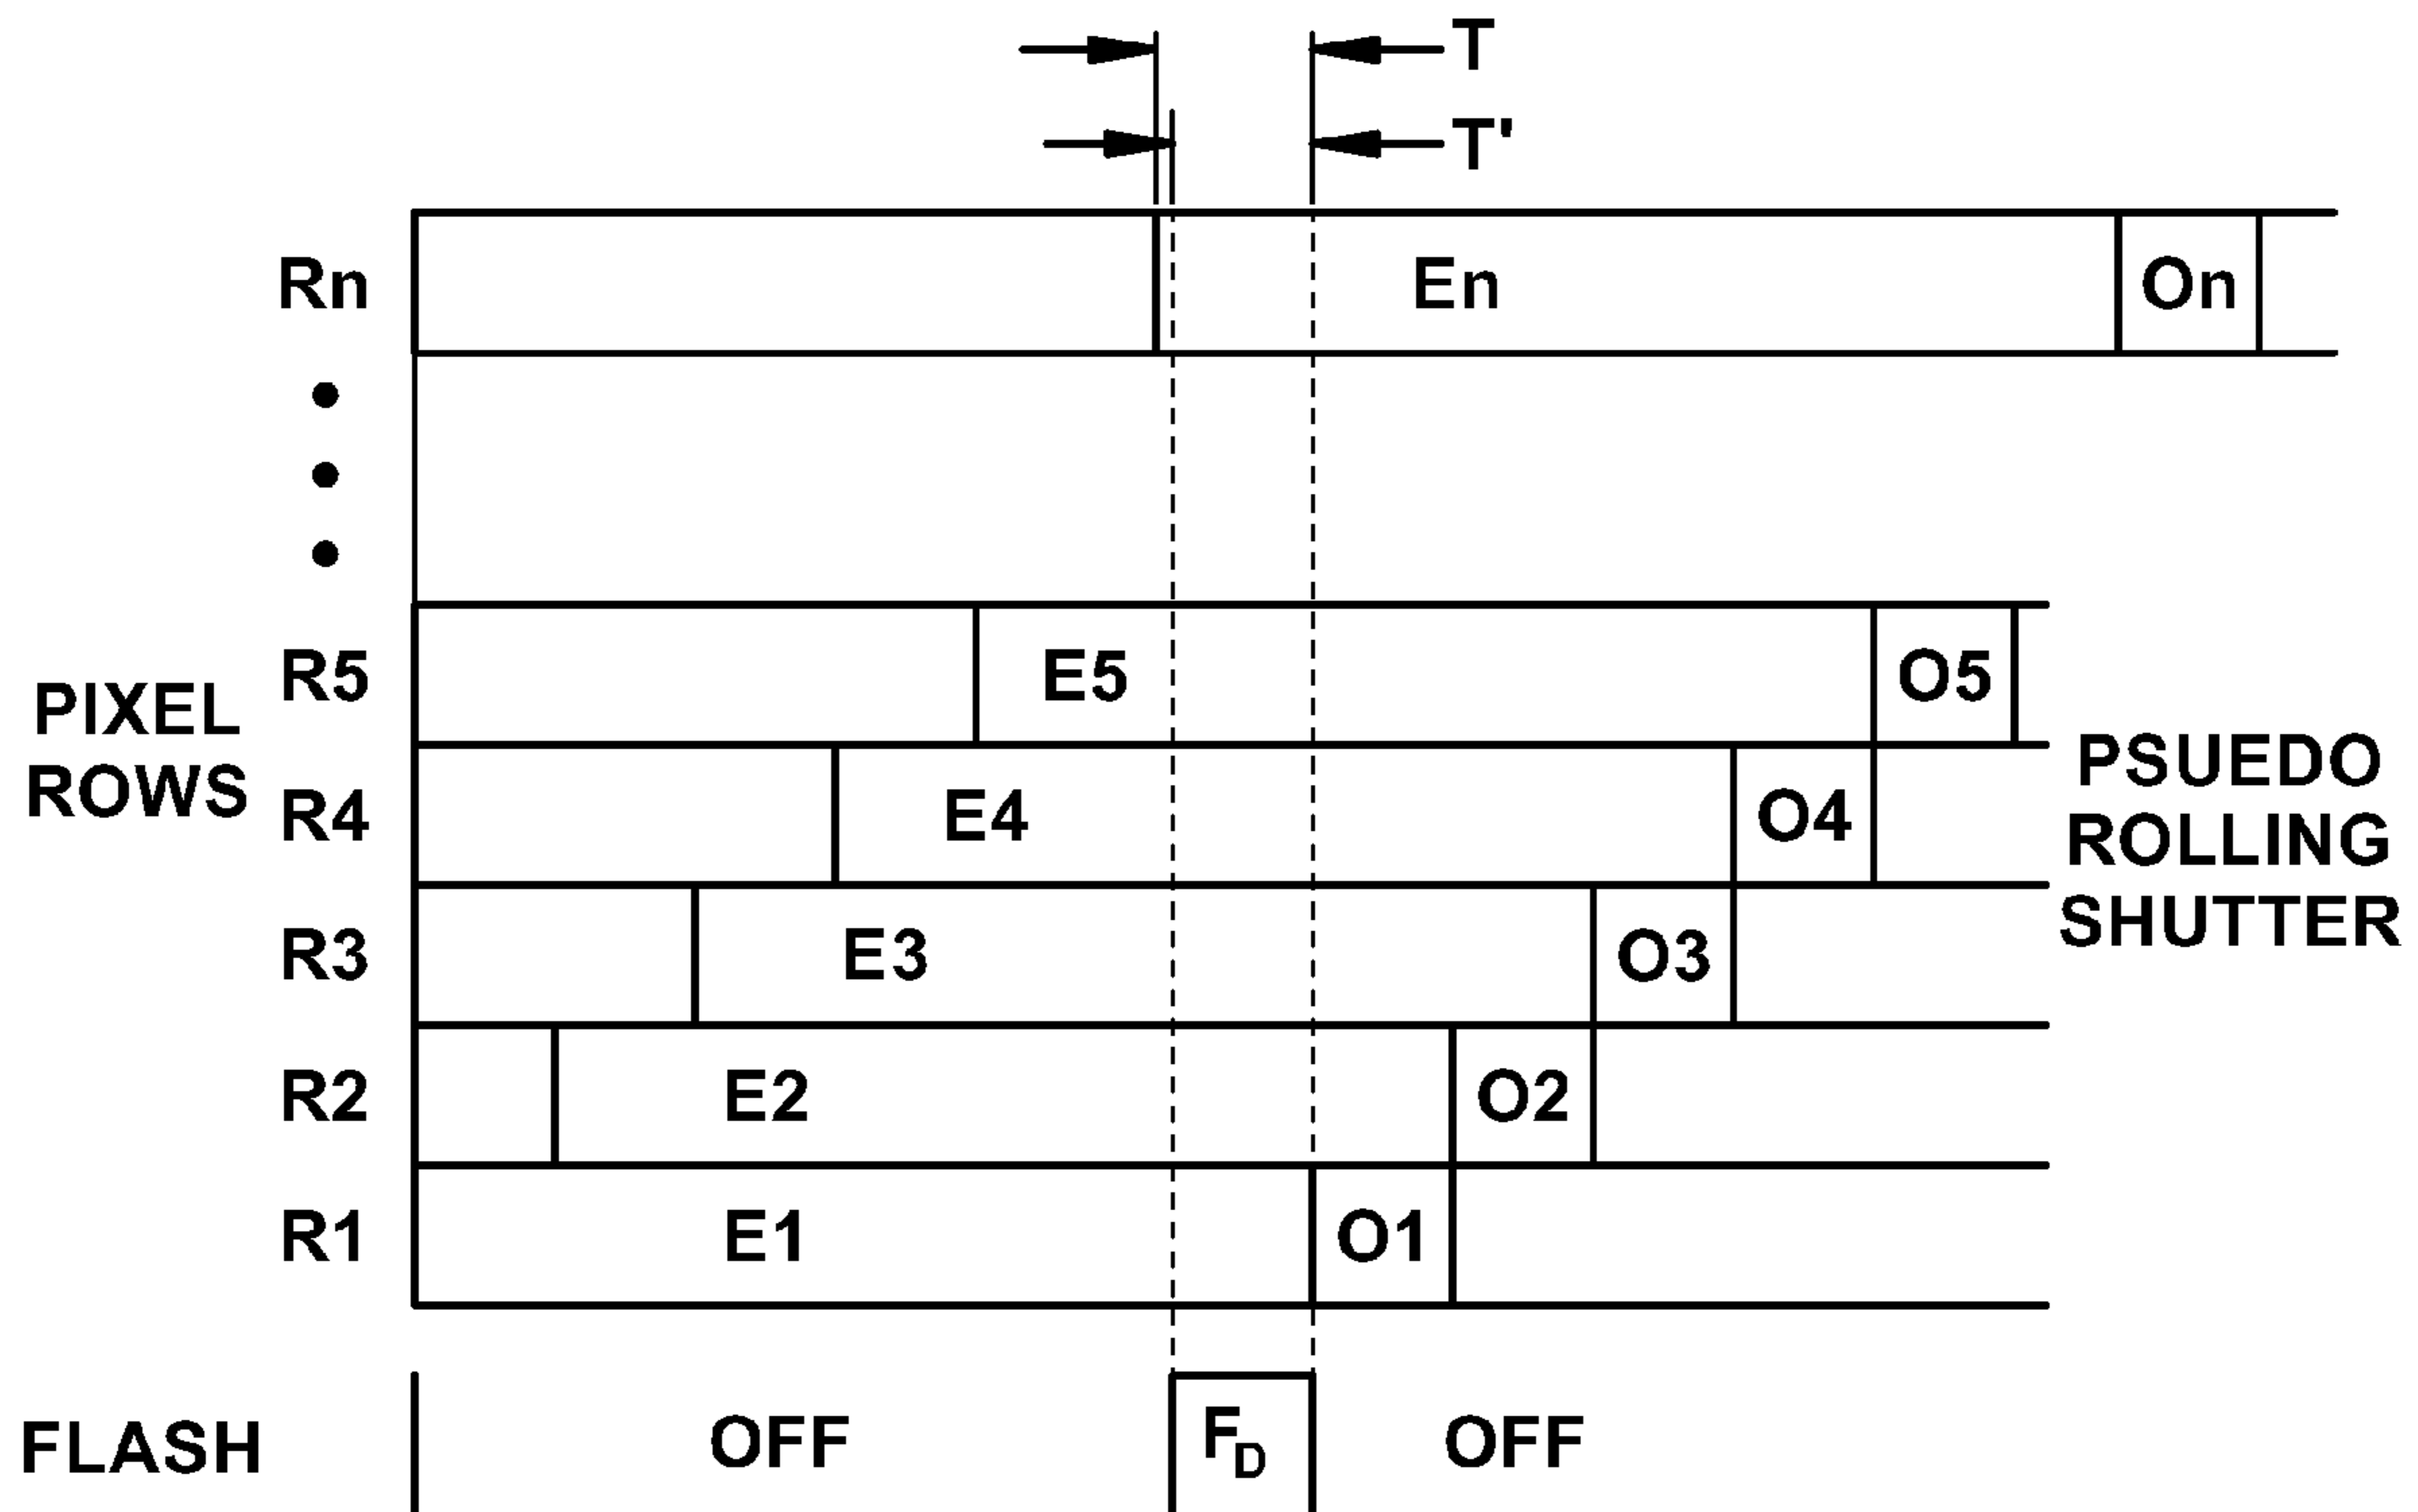 T
T'
Rn En On
R5 E5 O5
PIXEL
ROWS
R4 E4 O4
PSUEDO
ROLLING
SHUTTER
R3 E3 O3
R2 E2 O2
R1 E1 O1
FLASH OFF FD OFF